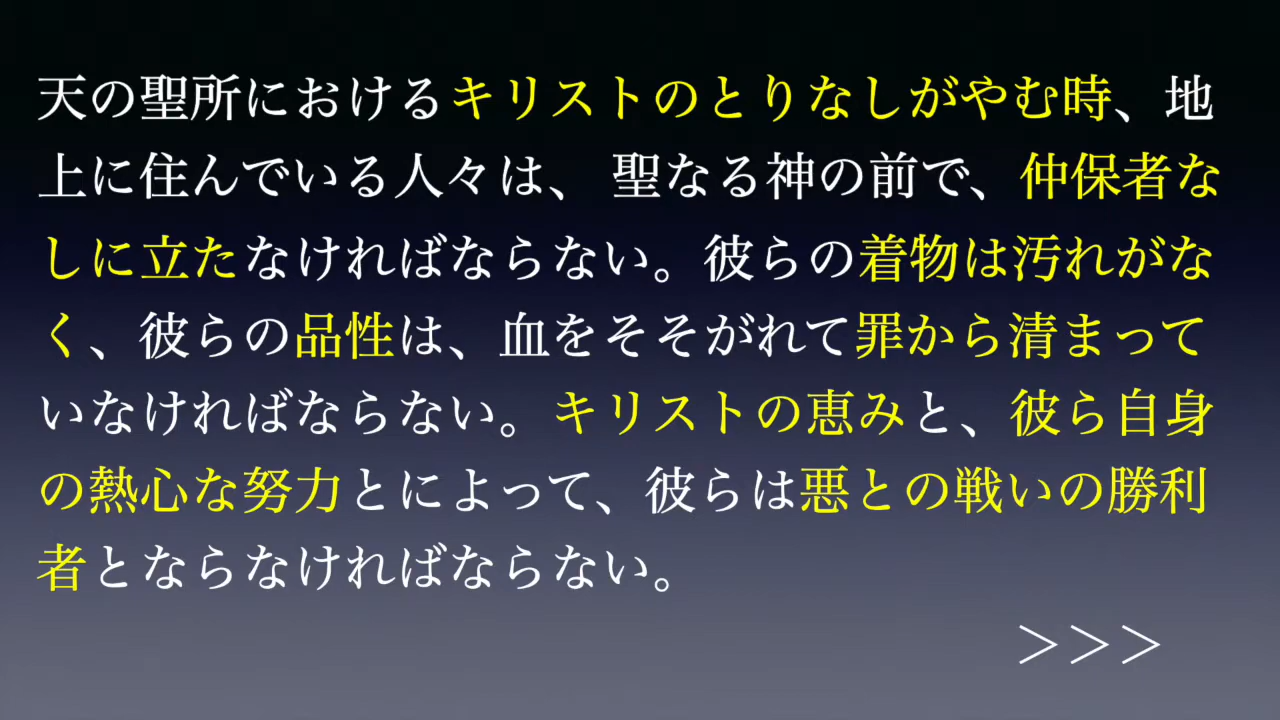 天の聖所におけるキリストのとりなしがやむ時、地
上に住んでいる人々は、 聖なる神の前で、仲保者な
しに立たなければならない。彼らの着物は汚れがな
く、彼らの品性は、血をそそがれて罪から清まって
いなければならない。キリストの恵みと、彼ら自身
の熱心な努力とによって、彼らは悪との戦いの勝利
者とならなければならない。
＞＞＞